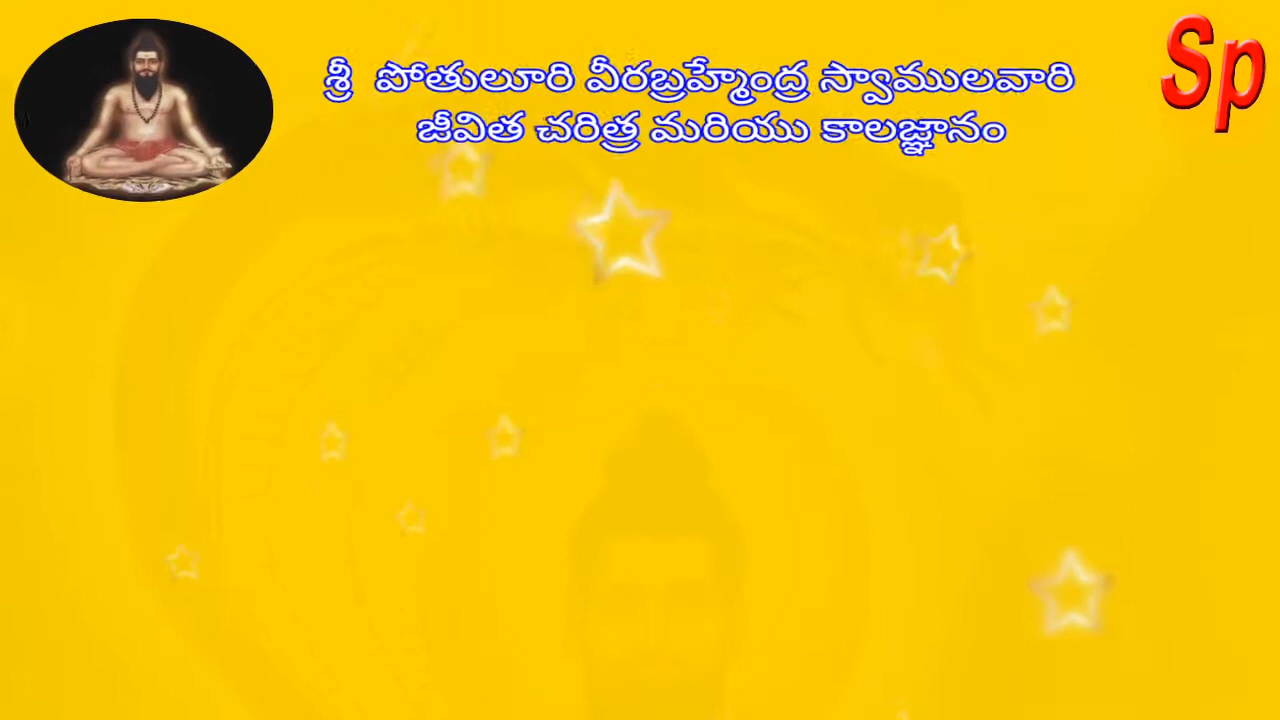 శ్రీ పోతులూరి వీరబ్రహ్మేంద్ర స్వాములవారి
జీవిత చరిత్ర మరియు కాలజ్ఞానం
Sp